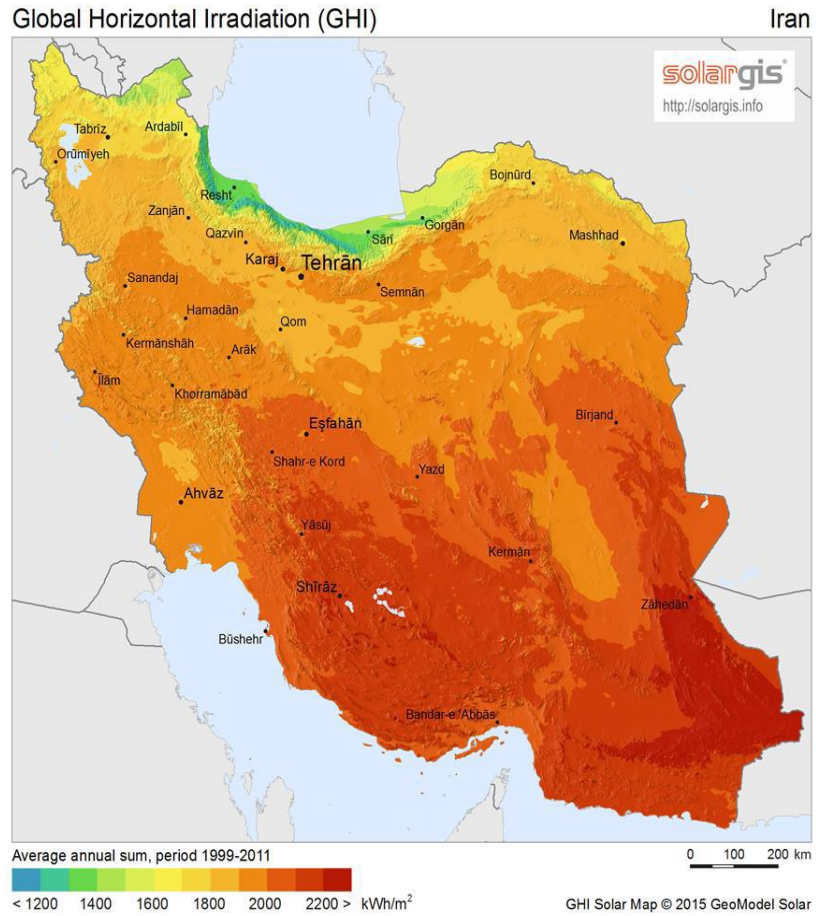 Global Horizontal Irradiation (GHI)
Iran
solargis
http://solargis.info
Tabrīz
Ardabīl
Orūmīyeh
Resht
Bojnūrd
Zanjān
Gorgān
Qazvīn
Sārī
Mashhad
Karaj
Tehrān
Sanandaj
Semnān
Hamadān
Qom
Kermānshāh
Arāk
Īlām
Khorramābād
Bīrjand
Eşfahān
Shahr-e Kord
Yazd
Ahvāz
Yāsūj
Kermān
Shīrāz
Zāhedān
Būshehr
Bandar-e 'Abbās
Average annual sum, period 1999-2011
0 100 200 km
< 1200 1400 1600 1800 2000 2200 > kWh/m²
GHI Solar Map © 2015 GeoModel Solar